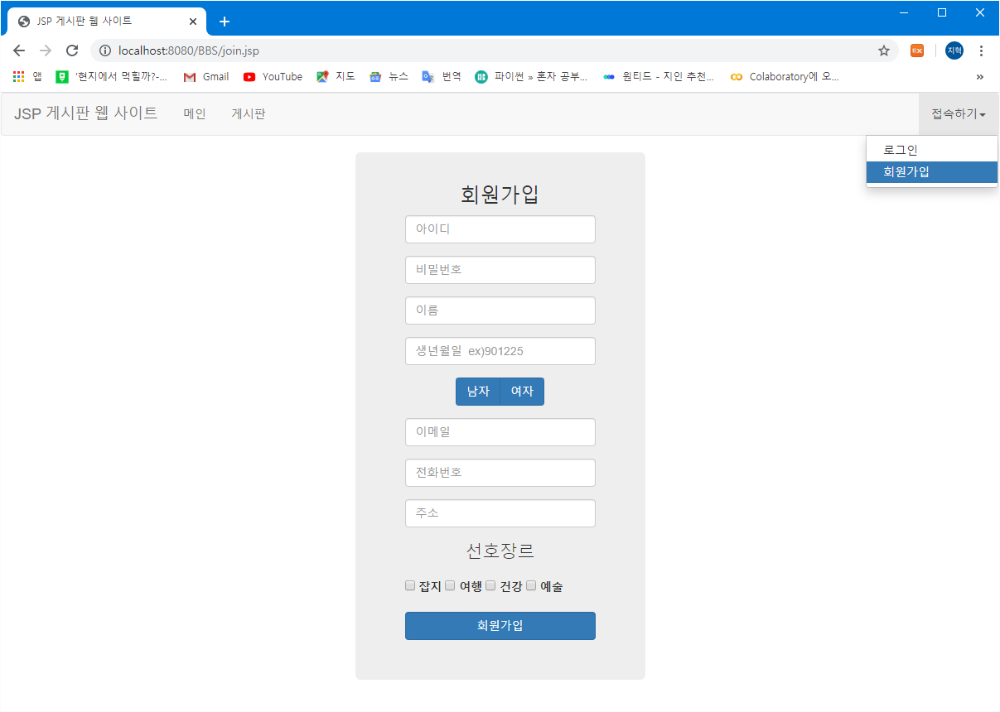 JSP 게시판 웹 사이트
localhost:8080/BBS/join.jsp
지혁
앱 '현지에서 먹힐까?-... Gmail YouTube 지도 뉴스 번역 파이썬 » 혼자 공부... 원티드 - 지인 추천... Colaboratory에 오... »
JSP 게시판 웹 사이트 메인 게시판 접속하기
로그인
회원가입
회원가입
아이디
비밀번호
이름
생년월일 ex)901225
남자 여자
이메일
전화번호
주소
선호장르
잡지 여행 건강 예술
회원가입